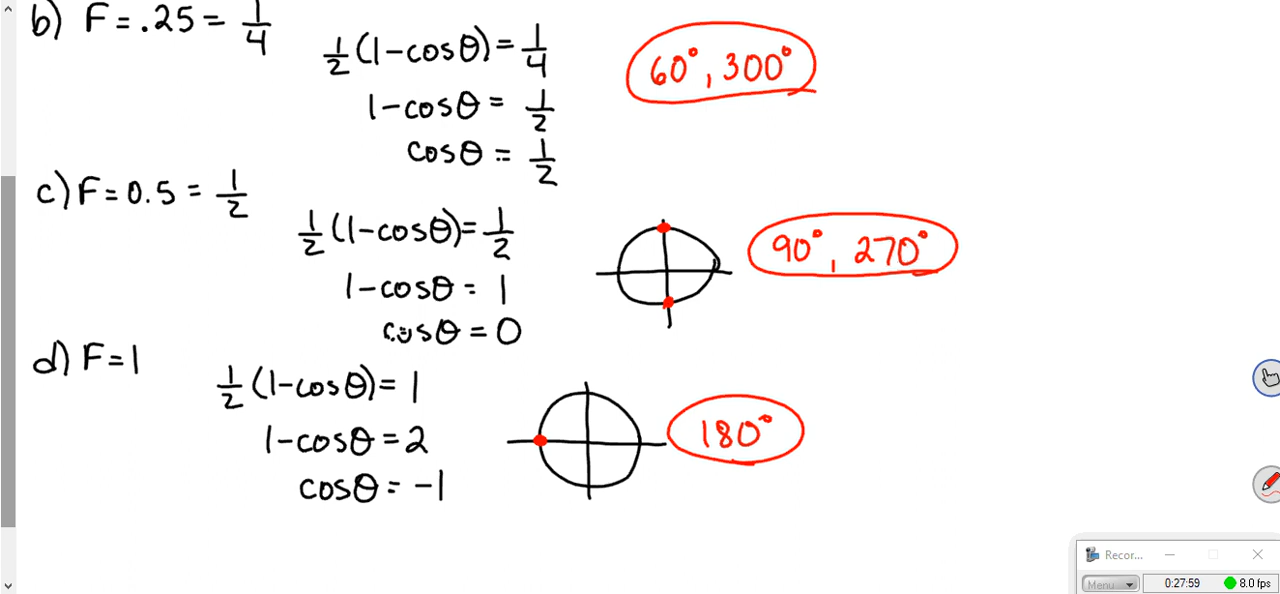 b) F = .25 = 1/4
1/2 (1-cosθ) = 1/4
1-cosθ = 1/2
cosθ = 1/2
60°, 300°
c) F = 0.5 = 1/2
1/2 (1-cosθ) = 1/2
1-cosθ = 1
cosθ = 0
90°, 270°
d) F = 1
1/2 (1-cosθ) = 1
1-cosθ = 2
cosθ = -1
180°
Recor...
Menu
0:27:59
8.0 fps